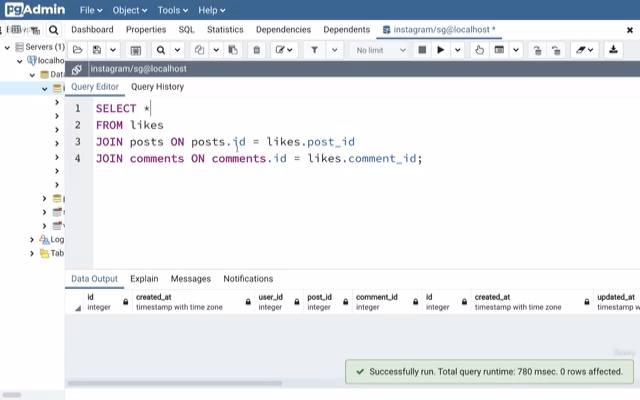 pgAdmin File Object Tools Help
Dashboard Properties SQL Statistics Dependencies Dependents instagram/sg@localhost *
Servers (1)
localho
No limit
instagram/sg@localhost
Data
Query Editor Query History
1 SELECT *
2 FROM likes
3 JOIN posts ON posts.id = likes.post_id
4 JOIN comments ON comments.id = likes.comment_id;
Log
Tab
Data Output Explain Messages Notifications
id created_at user_id post_id comment_id id created_at updated_at
integer timestamp with time zone integer integer integer integer timestamp with time zone timestamp w
Successfully run. Total query runtime: 780 msec. 0 rows affected.